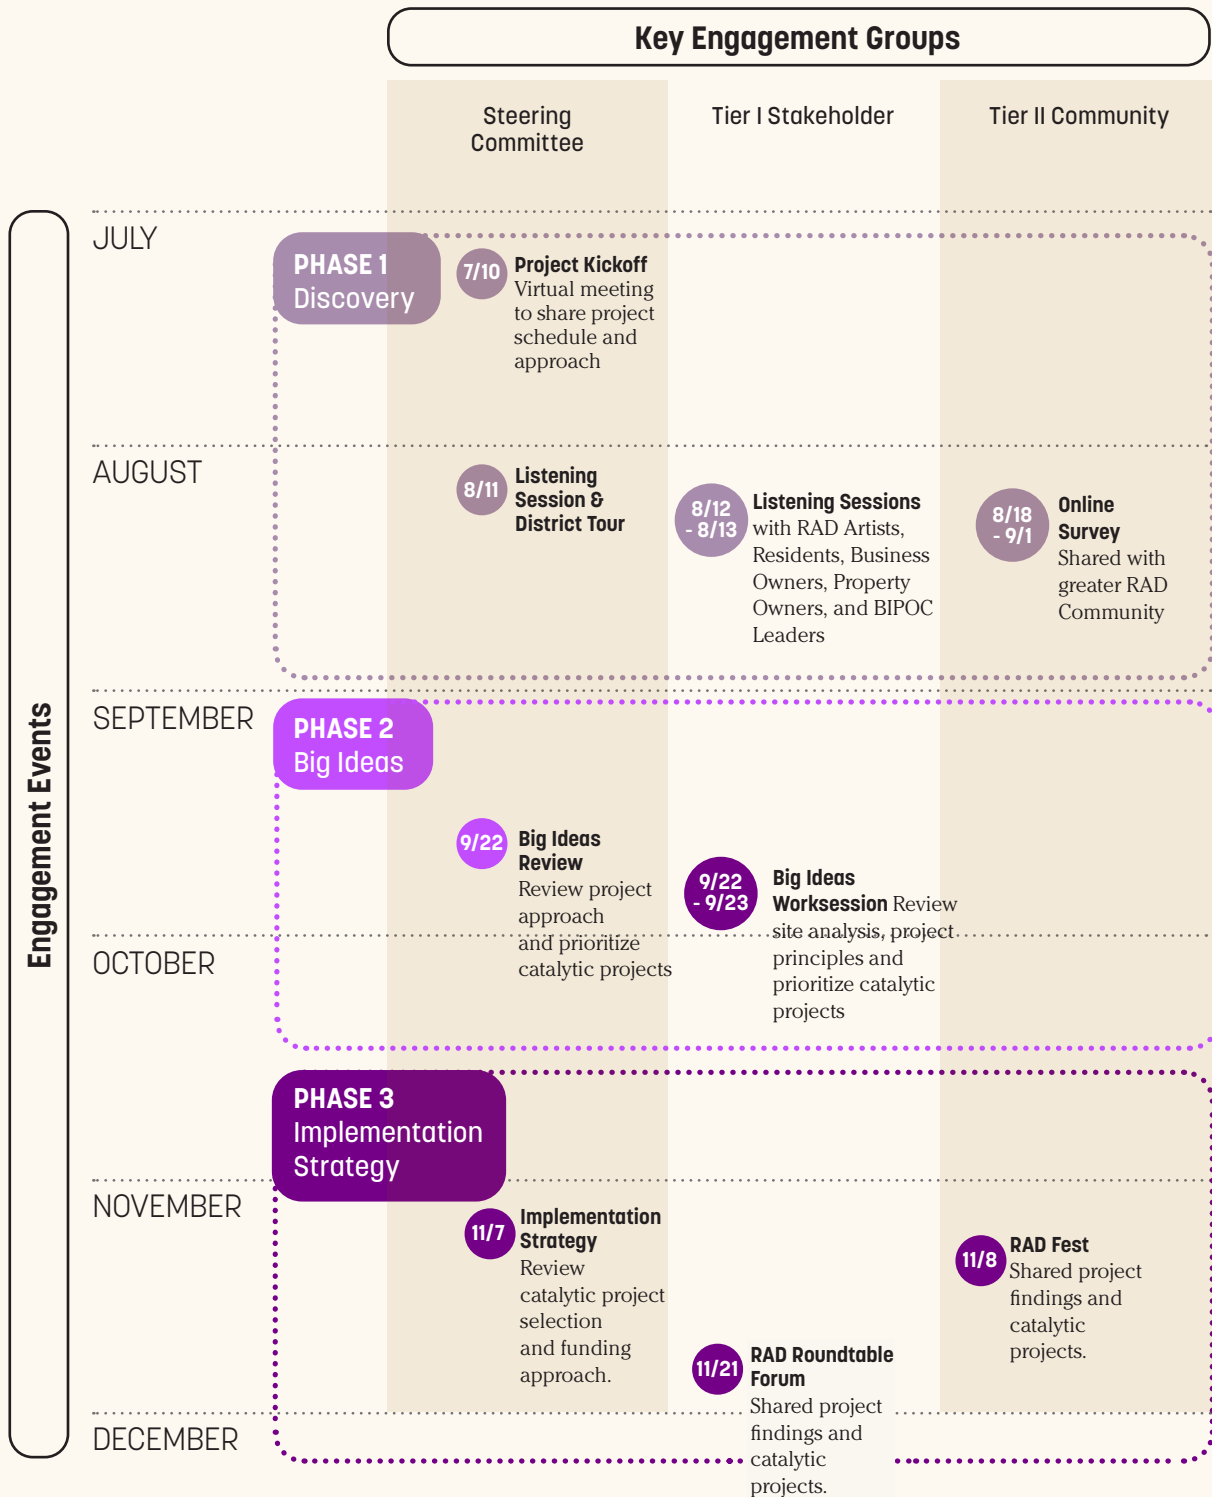 Key Engagement Groups
Steering
Committee
Tier I Stakeholder
Tier II Community
Engagement Events
JULY
PHASE 1
Discovery
7/10
Project Kickoff
Virtual meeting
to share project
schedule and
approach
AUGUST
8/11
Listening
Session &
District Tour
8/12
- 8/13
Listening Sessions
with RAD Artists,
Residents, Business
Owners, Property
Owners, and BIPOC
Leaders
8/18
- 9/1
Online
Survey
Shared with
greater RAD
Community
SEPTEMBER
PHASE 2
Big Ideas
9/22
Big Ideas
Review
Review project
approach
and prioritize
catalytic projects
9/22
- 9/23
Big Ideas
Worksession Review
site analysis, project
principles and
prioritize catalytic
projects
OCTOBER
PHASE 3
Implementation
Strategy
NOVEMBER
11/7
Implementation
Strategy
Review
catalytic project
selection
and funding
approach.
11/8
RAD Fest
Shared project
findings and
catalytic
projects.
11/21
RAD Roundtable
Forum
Shared project
findings and
catalytic
projects.
DECEMBER